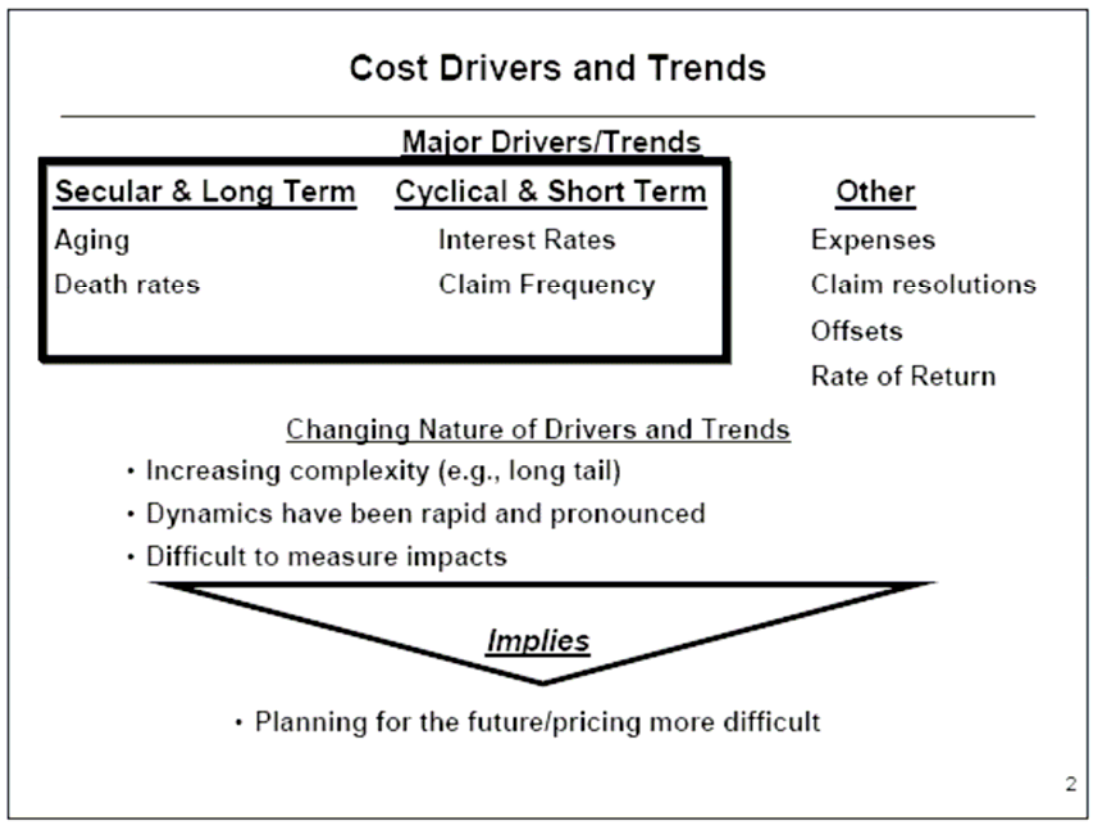 Cost Drivers and Trends
Major Drivers/Trends
Secular & Long Term
Aging
Death rates
Cyclical & Short Term
Interest Rates
Claim Frequency
Other
Expenses
Claim resolutions
Offsets
Rate of Return
Changing Nature of Drivers and Trends
• Increasing complexity (e.g., long tail)
• Dynamics have been rapid and pronounced
• Difficult to measure impacts
Implies
• Planning for the future/pricing more difficult
2